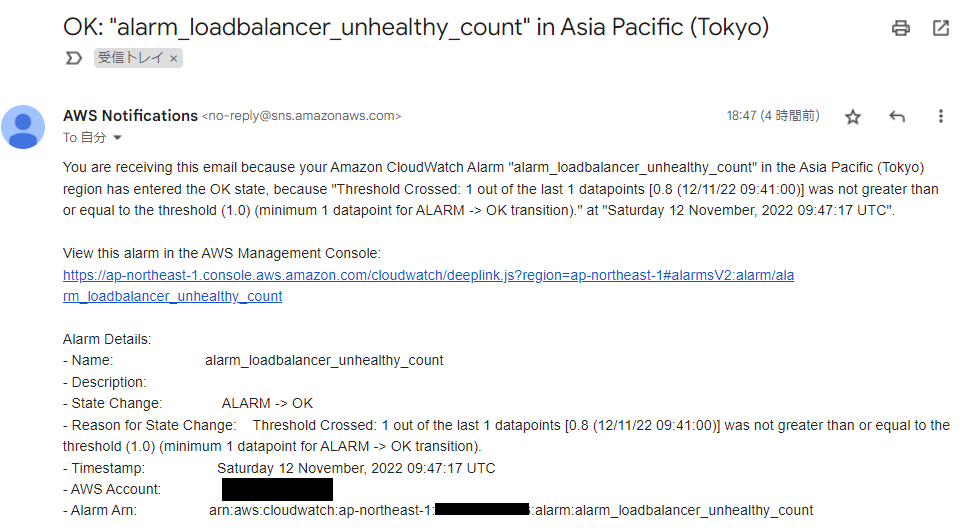 OK: "alarm_loadbalancer_unhealthy_count" in Asia Pacific (Tokyo)
受信トレイ ×
AWS Notifications <no-reply@sns.amazonaws.com>
18:47 (4 時間前)
To 自分
You are receiving this email because your Amazon CloudWatch Alarm "alarm_loadbalancer_unhealthy_count" in the Asia Pacific (Tokyo)
region has entered the OK state, because "Threshold Crossed: 1 out of the last 1 datapoints [0.8 (12/11/22 09:41:00)] was not greater than
or equal to the threshold (1.0) (minimum 1 datapoint for ALARM -> OK transition)." at "Saturday 12 November, 2022 09:47:17 UTC".
View this alarm in the AWS Management Console:
https://ap-northeast-1.console.aws.amazon.com/cloudwatch/deeplink.js?region=ap-northeast-1#alarmsV2:alarm/ala
rm_loadbalancer_unhealthy_count
Alarm Details:
- Name: alarm_loadbalancer_unhealthy_count
- Description:
- State Change: ALARM -> OK
- Reason for State Change: Threshold Crossed: 1 out of the last 1 datapoints [0.8 (12/11/22 09:41:00)] was not greater than or equal to the
threshold (1.0) (minimum 1 datapoint for ALARM -> OK transition).
- Timestamp: Saturday 12 November, 2022 09:47:17 UTC
- AWS Account:
- Alarm Arn: arn:aws:cloudwatch:ap-northeast-1: :alarm:alarm_loadbalancer_unhealthy_count